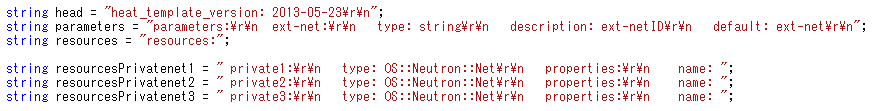 string head = "heat_template_version: 2013-05-23¥r¥n";
string parameters = "parameters:¥r¥n  ext-net:¥r¥n   type: string¥r¥n   description: ext-netID¥r¥n   default: ext-net¥r¥n";
string resources = "resources:";
string resourcesPrivatenet1 = " private1:¥r¥n   type: OS::Neutron::Net¥r¥n   properties:¥r¥n    name: ";
string resourcesPrivatenet2 = " private2:¥r¥n   type: OS::Neutron::Net¥r¥n   properties:¥r¥n    name: ";
string resourcesPrivatenet3 = " private3:¥r¥n   type: OS::Neutron::Net¥r¥n   properties:¥r¥n    name: ";